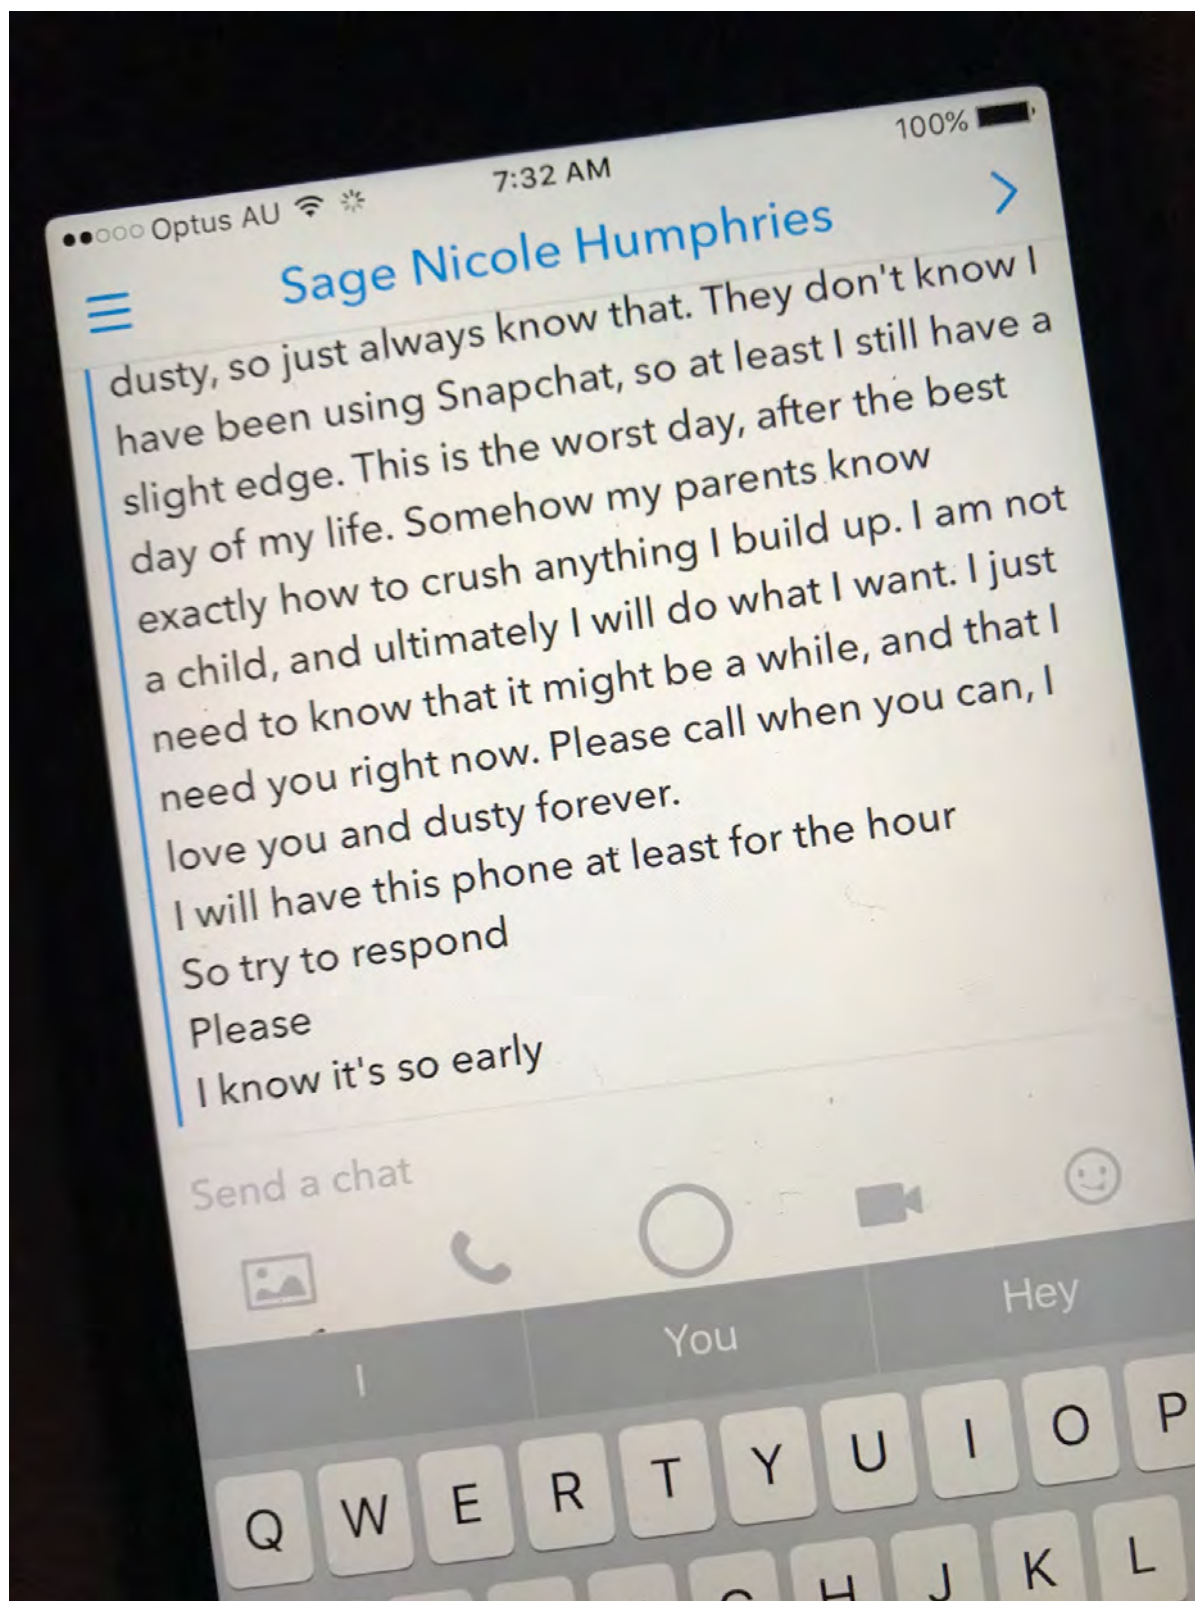 100%
7:32 AM
Optus AU
Sage Nicole Humphries
dusty, so just always know that. They don't know I
have been using Snapchat, so at least I still have a
slight edge. This is the worst day, after the best
day of my life. Somehow my parents know
exactly how to crush anything I build up. I am not
a child, and ultimately I will do what I want. I just
need to know that it might be a while, and that I
need you right now. Please call when you can, I
love you and dusty forever.
I will have this phone at least for the hour
So try to respond
Please
I know it's so early
Send a chat
I You Hey
Q W E R T Y U I O P
H J K L